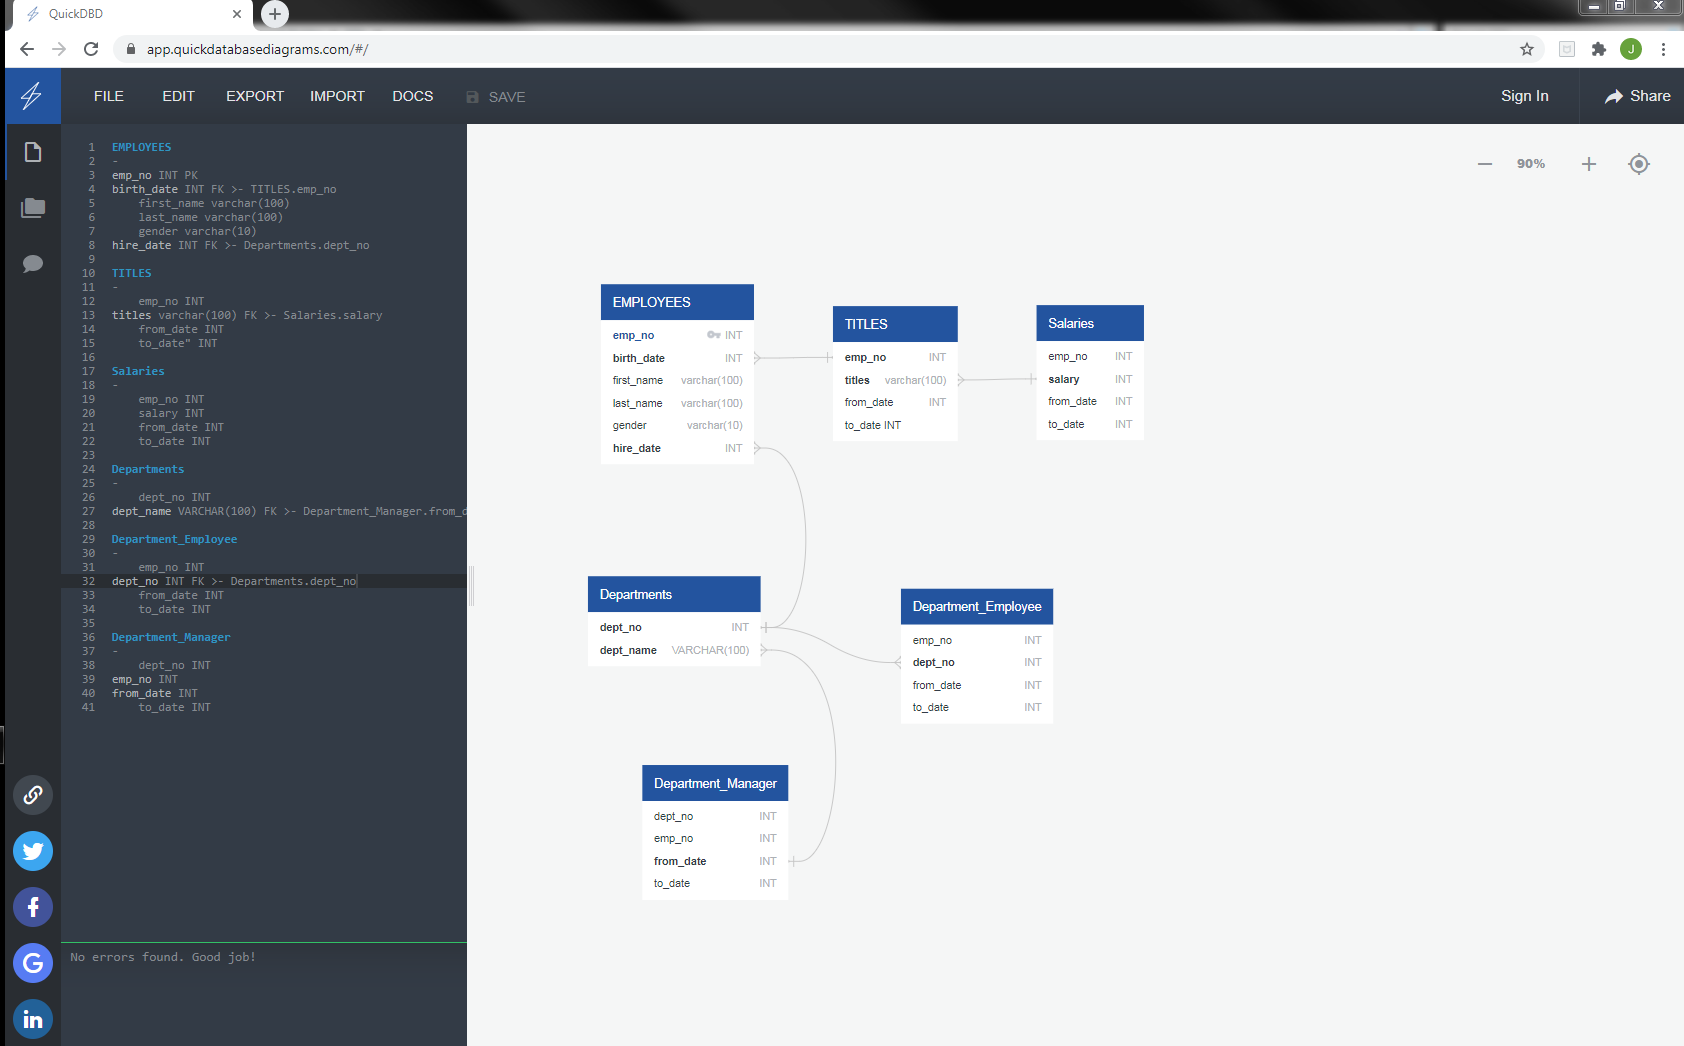 QuickDBD
app.quickdatabasediagrams.com/#/
J
FILE EDIT EXPORT IMPORT DOCS SAVE Sign In Share
90%
1 EMPLOYEES
2 -
3 emp_no INT PK
4 birth_date INT FK >- TITLES.emp_no
5 first_name varchar(100)
6 last_name varchar(100)
7 gender varchar(10)
8 hire_date INT FK >- Departments.dept_no
9
10 TITLES
11 -
12 emp_no INT
13 titles varchar(100) FK >- Salaries.salary
14 from_date INT
15 to_date" INT
16
17 Salaries
18 -
19 emp_no INT
20 salary INT
21 from_date INT
22 to_date INT
23
24 Departments
25 -
26 dept_no INT
27 dept_name VARCHAR(100) FK >- Department_Manager.from_d
28
29 Department_Employee
30 -
31 emp_no INT
32 dept_no INT FK >- Departments.dept_no
33 from_date INT
34 to_date INT
35
36 Department_Manager
37 -
38 dept_no INT
39 emp_no INT
40 from_date INT
41 to_date INT
No errors found. Good job!
EMPLOYEES
emp_no INT
birth_date INT
first_name varchar(100)
last_name varchar(100)
gender varchar(10)
hire_date INT
TITLES
emp_no INT
titles varchar(100)
from_date INT
to_date INT
Salaries
emp_no INT
salary INT
from_date INT
to_date INT
Departments
dept_no INT
dept_name VARCHAR(100)
Department_Employee
emp_no INT
dept_no INT
from_date INT
to_date INT
Department_Manager
dept_no INT
emp_no INT
from_date INT
to_date INT
f
G
in